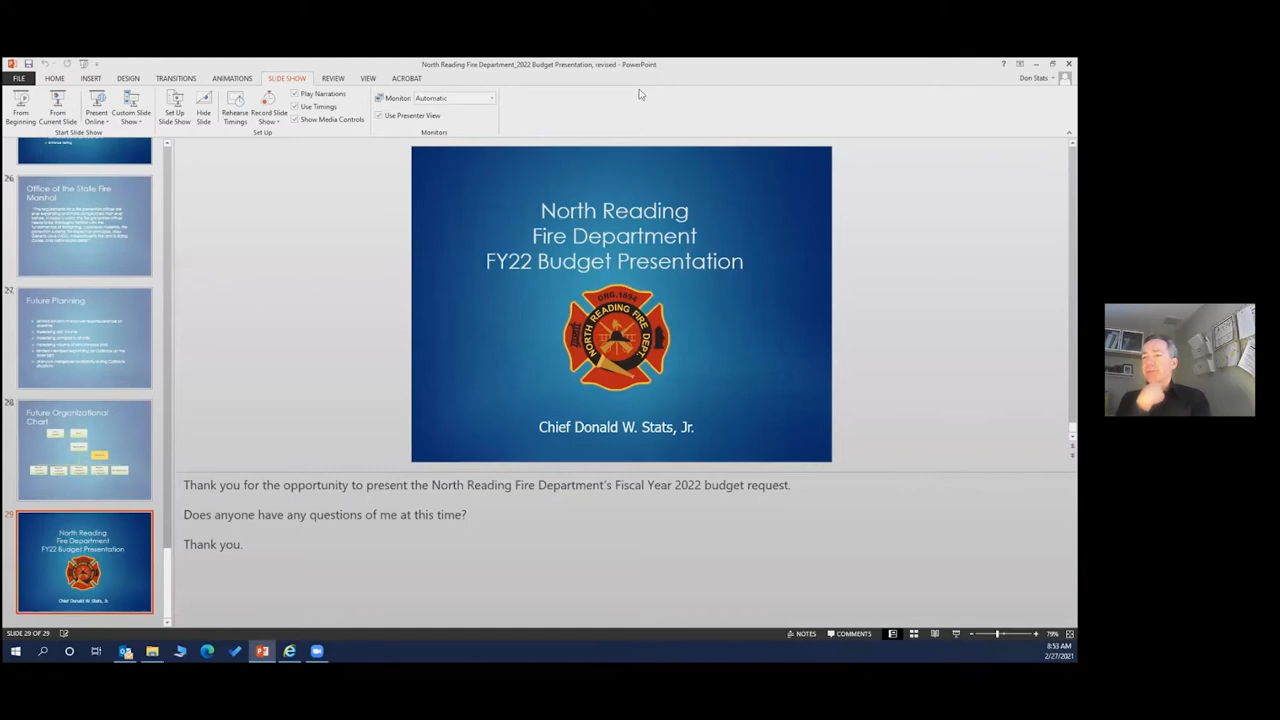 North Reading Fire Department_2022 Budget Presentation, revised - PowerPoint
Don Stats
FILE HOME INSERT DESIGN TRANSITIONS ANIMATIONS SLIDE SHOW REVIEW VIEW ACROBAT
From Beginning
From Current Slide
Present Online
Custom Slide Show
Set Up Slide Show
Hide Slide
Rehearse Timings
Record Slide Show
Play Narrations
Use Timings
Show Media Controls
Monitor: Automatic
Use Presenter View
Start Slide Show
Set Up
Monitors
26
Office of the State Fire
Marshal
27
Future Planning
28
Future Organizational
Chart
29
North Reading
Fire Department
FY22 Budget Presentation
Chief Donald W. Stats, Jr.
North Reading
Fire Department
FY22 Budget Presentation
ORG. 1894
NORTH READING FIRE DEPT.
Chief Donald W. Stats, Jr.
Thank you for the opportunity to present the North Reading Fire Department's Fiscal Year 2022 budget request.
Does anyone have any questions of me at this time?
Thank you.
SLIDE 29 OF 29
NOTES
COMMENTS
79%
8:53 AM
2/27/2021